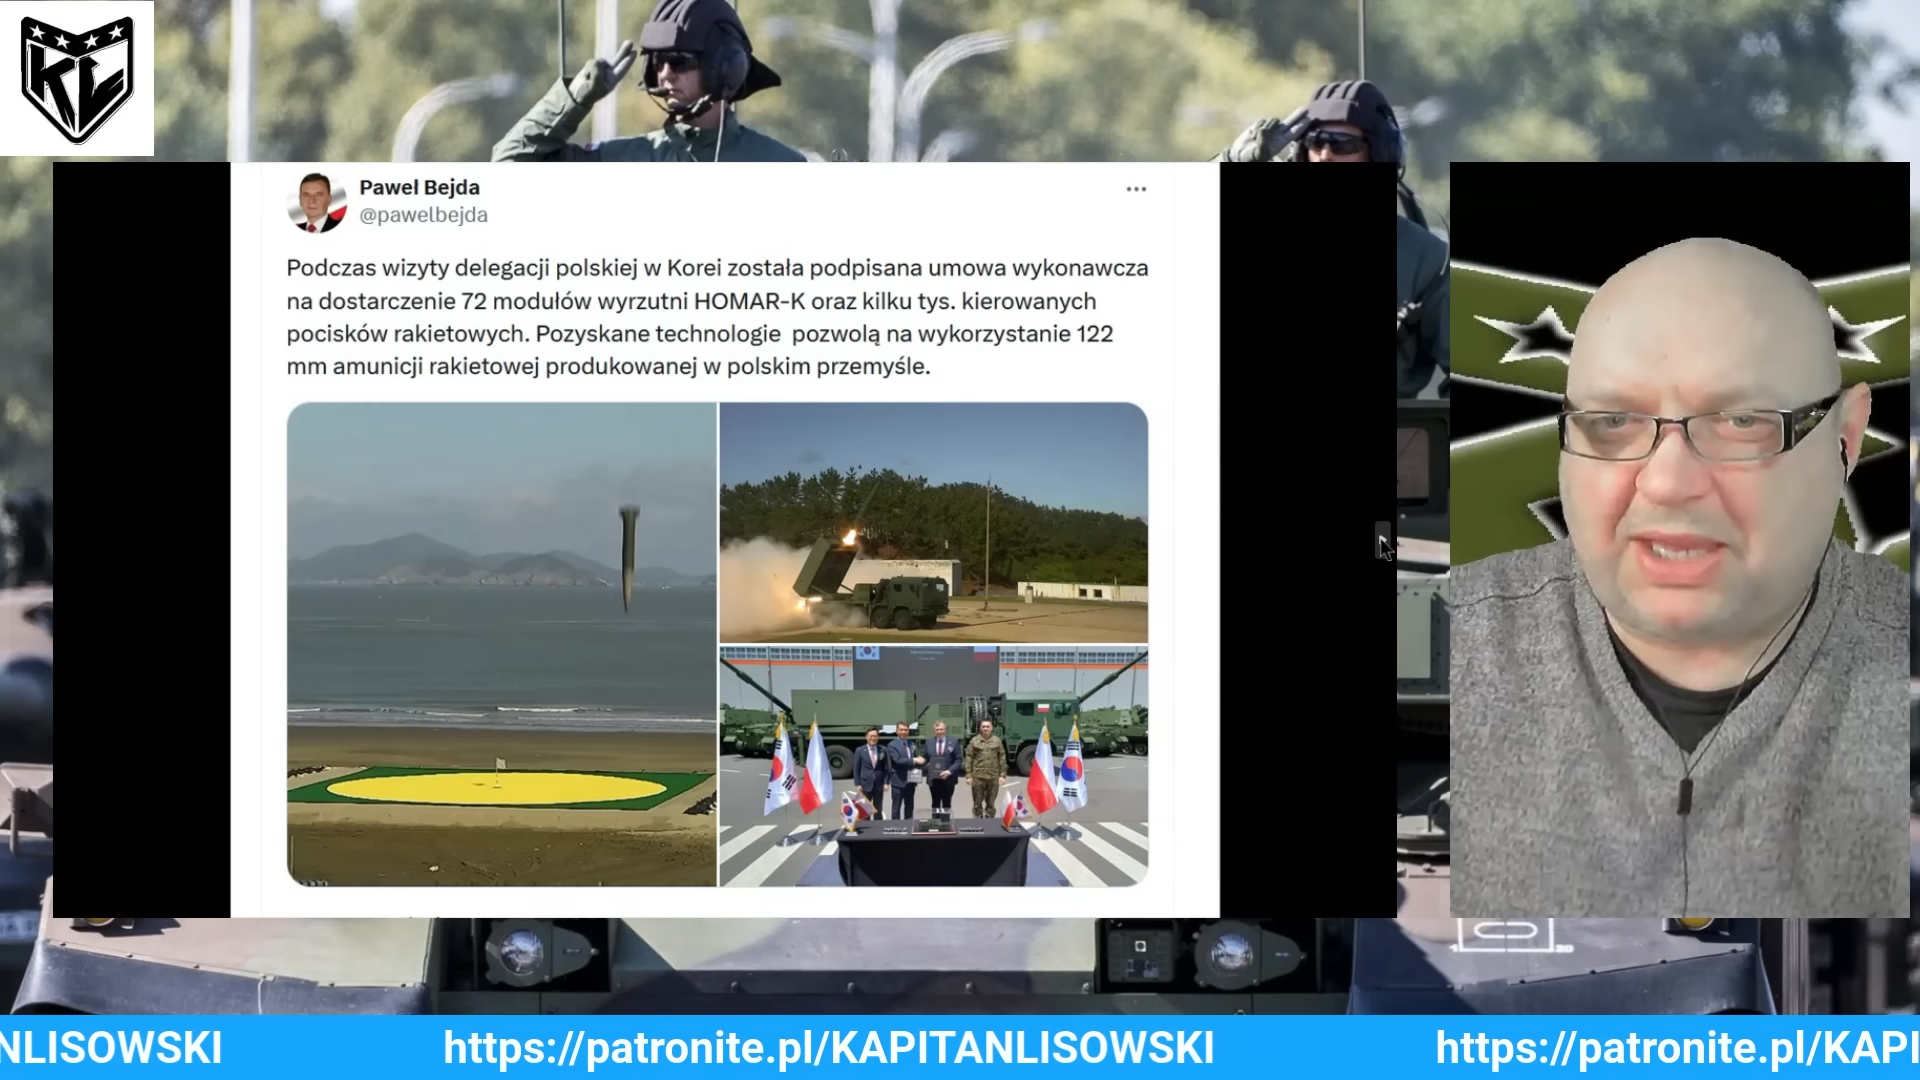 KL
Paweł Bejda
@pawelbejda
Podczas wizyty delegacji polskiej w Korei została podpisana umowa wykonawcza
na dostarczenie 72 modułów wyrzutni HOMAR-K oraz kilku tys. kierowanych
pocisków rakietowych. Pozyskane technologie pozwolą na wykorzystanie 122
mm amunicji rakietowej produkowanej w polskim przemyśle.
NLISOWSKI https://patronite.pl/KAPITANLISOWSKI https://patronite.pl/KAPI